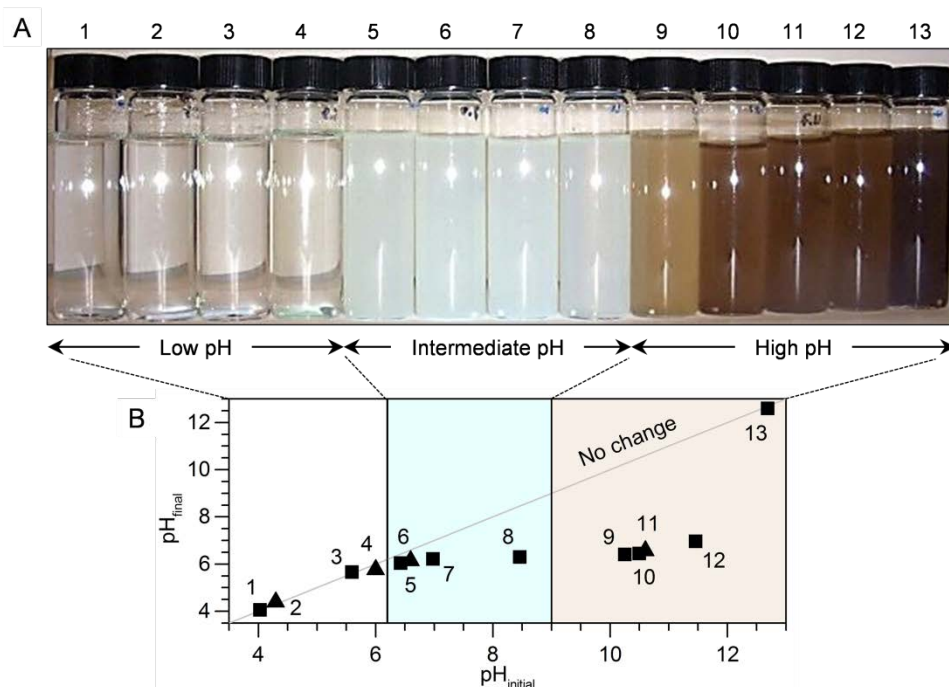 A
1 2 3 4 5 6 7 8 9 10 11 12 13
Low pH Intermediate pH High pH
B
12
10
8
6
4
pH_final
No change
1 2 3 4 5 6 7 8 9 10 11 12 13
4 6 8 10 12
pH_initial